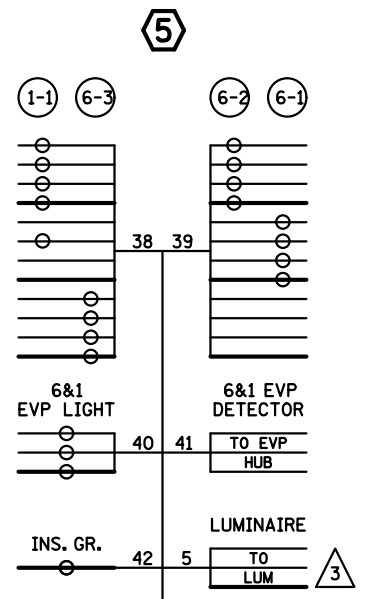 5
1-1 6-3 6-2 6-1
38 39
6&1
EVP LIGHT
6&1 EVP
DETECTOR
40 41
TO EVP
HUB
LUMINAIRE
INS. GR.
42 5
TO
LUM
3